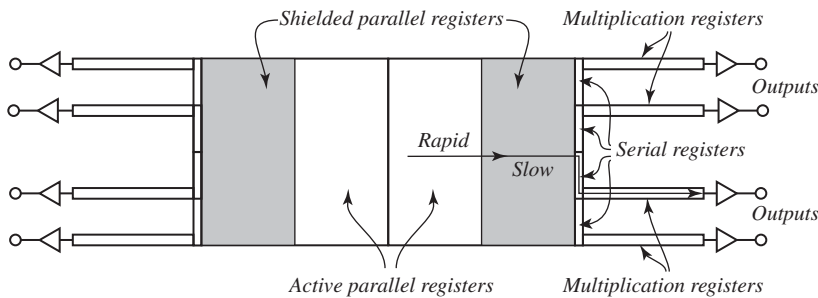 Shielded parallel registers
Multiplication registers
Outputs
Rapid
Serial registers
Slow
Outputs
Active parallel registers
Multiplication registers